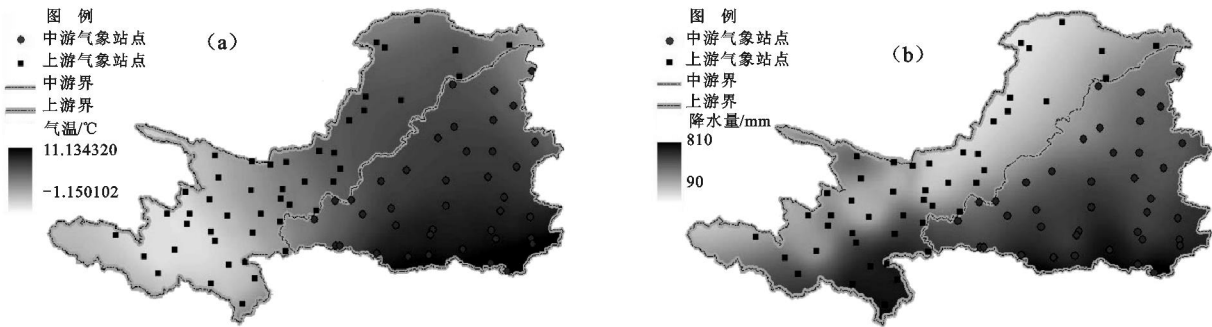 图 例
中游气象站点
上游气象站点
中游界
上游界
气温/℃
11.134320
-1.150102
(a)
图 例
中游气象站点
上游气象站点
中游界
上游界
降水量/mm
810
90
(b)